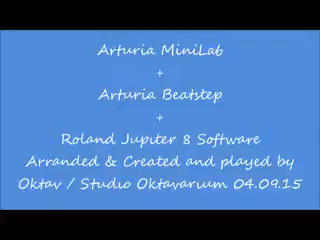 Arturia MiniLab
+
Arturia Beatstep
+
Roland Jupiter 8 Software
Arranded & Created and played by
Oktav / Studio Oktavarium 04.09.15